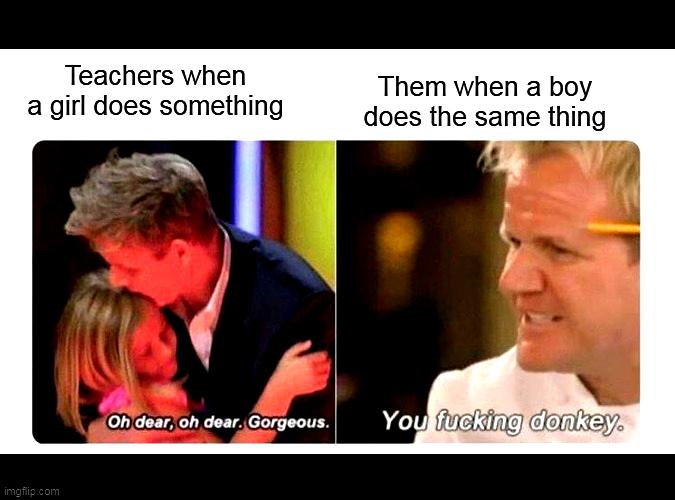 Teachers when
a girl does something
Them when a boy
does the same thing
Oh dear, oh dear. Gorgeous.
You fucking donkey.
imgflip.com